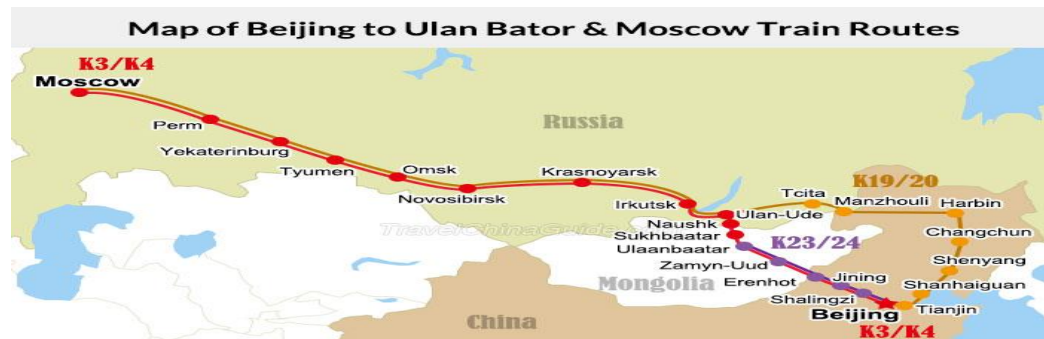 Map of Beijing to Ulan Bator & Moscow Train Routes
K3/K4
Moscow
Perm
Yekaterinburg
Tyumen
Omsk
Novosibirsk
Krasnoyarsk
Russia
Irkutsk
Ulan-Ude
Naushk
Sukhbaatar
Ulaanbaatar
Zamyn-Uud
Erenhot
Jining
Shalingzi
Beijing
K3/K4
K23/24
Mongolia
China
Tcita
K19/20
Manzhouli
Harbin
Changchun
Shenyang
Shanhaiguan
Tianjin